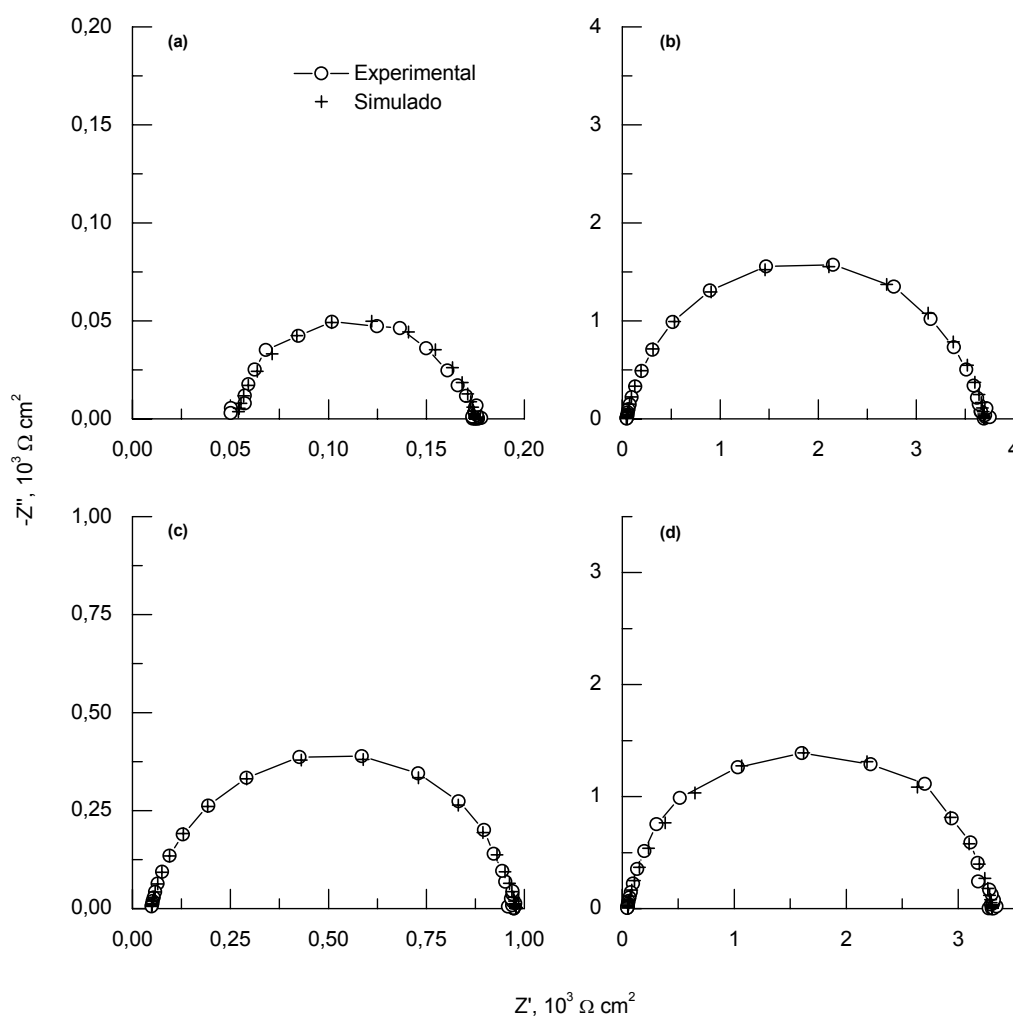 0,20
(a)
Experimental
Simulado
0,15
0,10
0,05
0,00
0,00 0,05 0,10 0,15 0,20
4
(b)
3
2
1
0
0 1 2 3 4
-Z'', 10³ Ω cm²
1,00
(c)
0,75
0,50
0,25
0,00
0,00 0,25 0,50 0,75 1,00
(d)
3
2
1
0
0 1 2 3
Z', 10³ Ω cm²